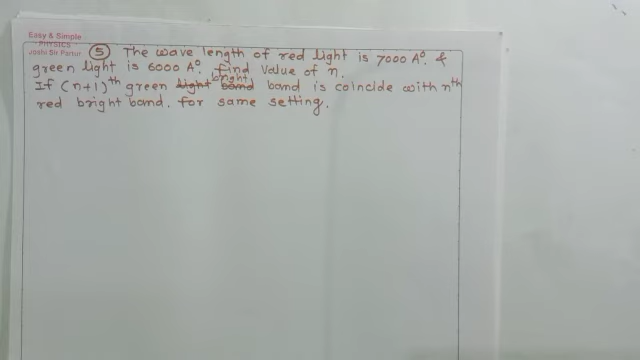 Easy & Simple
PHYSICS
Joshi Sir Partur
(5) The wave length of red light is 7000 A°. &
green light is 6000 A°. find value of n.
If (n+1)th green light band bright band is coincide with nth
red bright band. for same setting.